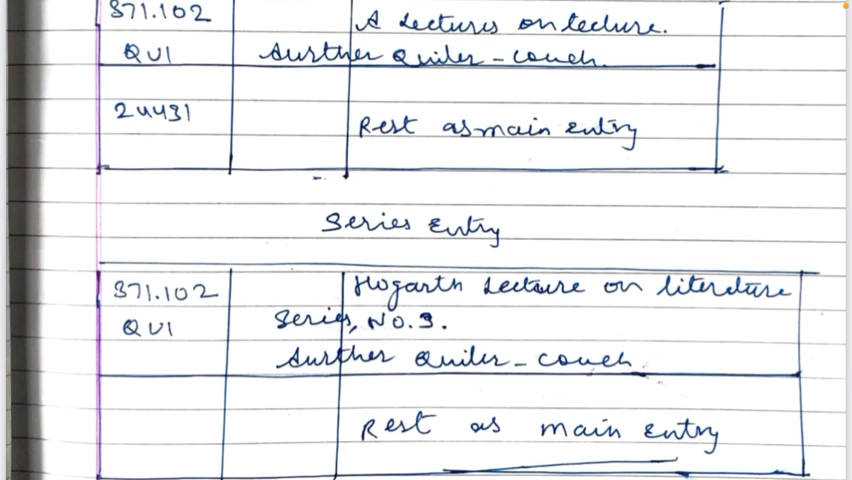 371.102
A Lectures on lecture.
QUI Aurther Quiler - couch.
24431
Rest as main entry
Series Entry
371.102 Hogarth Lecture on literature
QUI Series, No.3.
Aurther Quiler - couch.
Rest as main entry